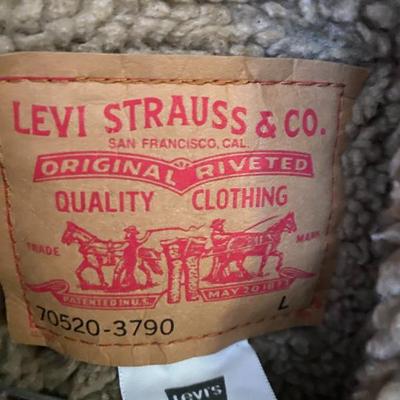 LEVI STRAUSS & CO.
SAN FRANCISCO, CAL.
ORIGINAL RIVETED
QUALITY CLOTHING
TRADE MARK
PATENTED IN U.S. MAY 20 1873
70520-3790 L
Levi's